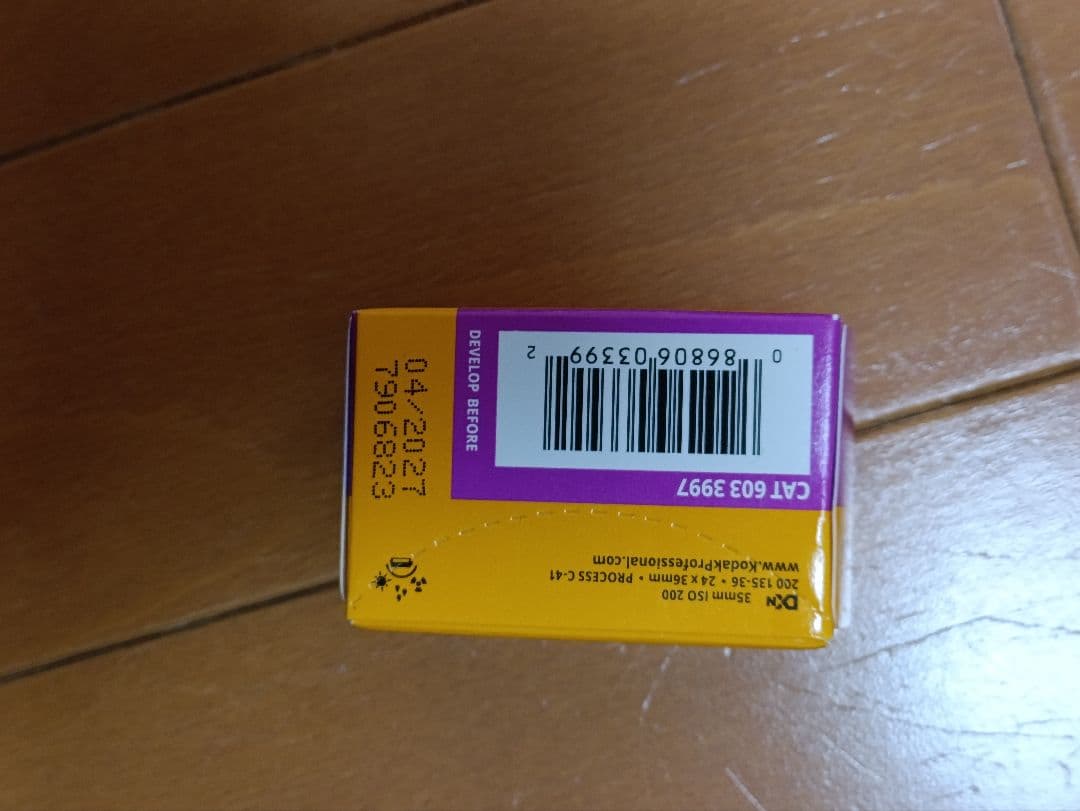 DXN 35mm ISO 200
200 135-36 • 24 x 36mm • PROCESS C-41
www.KodakProfessional.com
CAT 603 3997
0 86806 03399 2
DEVELOP BEFORE
04/2027
7906823